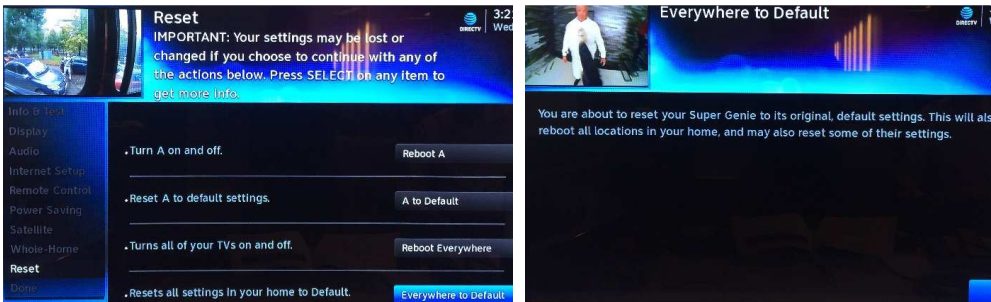 Reset
IMPORTANT: Your settings may be lost or
changed if you choose to continue with any of
the actions below. Press SELECT on any item to
get more info.
DIRECTV
Wed
Info & Test
Display
Audio
Internet Setup
Remote Control
Power Saving
Satellite
Whole-Home
Reset
Done
.Turn A on and off.
Reboot A
.Reset A to default settings.
A to Default
.Turns all of your TVs on and off.
Reboot Everywhere
.Resets all settings in your home to Default.
Everywhere to Default
Everywhere to Default
DIRECTV
You are about to reset your Super Genie to its original, default settings. This will als
reboot all locations in your home, and may also reset some of their settings.